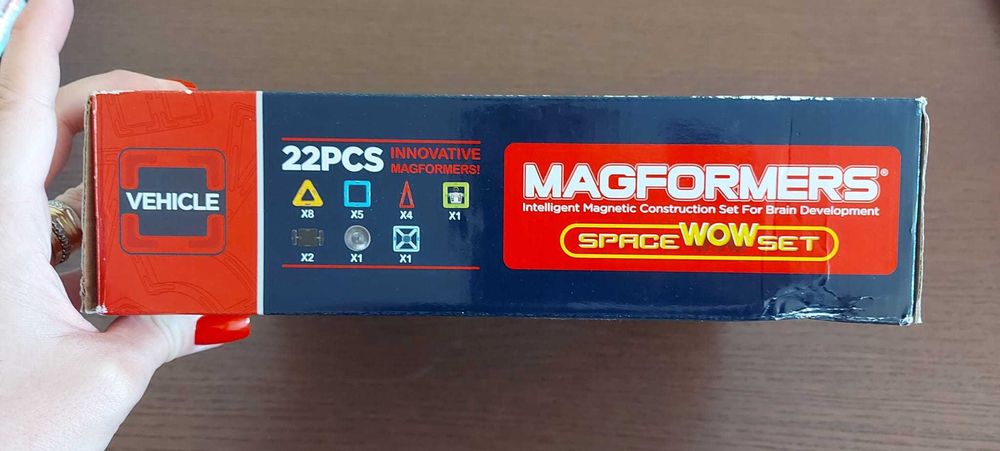 VEHICLE
22PCS INNOVATIVE MAGFORMERS!
X8 X5 X4 X1
X2 X1 X1
MAGFORMERS®
Intelligent Magnetic Construction Set For Brain Development
SPACE WOW SET